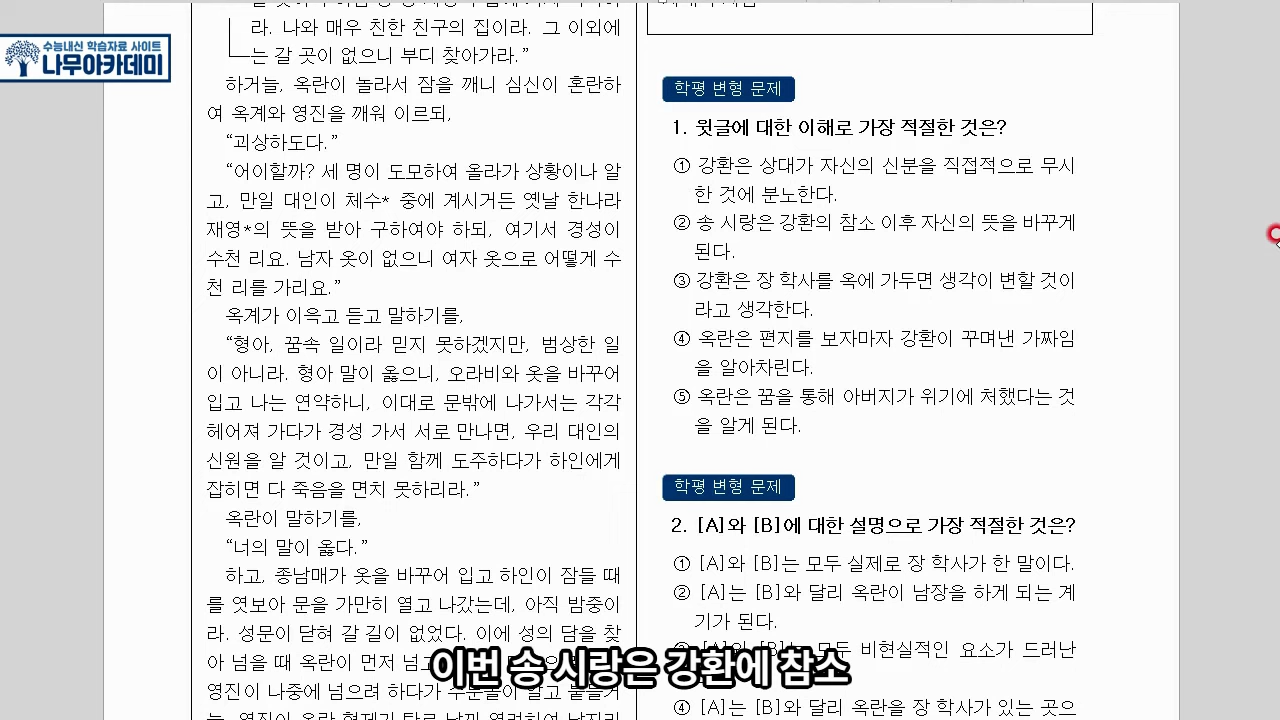 수능내신 학습자료 사이트
나무아카데미
라. 나와 매우 친한 친구의 집이라. 그 이외에
는 갈 곳이 없으니 부디 찾아가라.”
하거늘, 옥란이 놀라서 잠을 깨니 심신이 혼란하
여 옥계와 영진을 깨워 이르되,
“괴상하도다.”
“어이할까? 세 명이 도모하여 올라가 상황이나 알
고, 만일 대인이 체수* 중에 계시거든 옛날 한나라
재영*의 뜻을 받아 구하여야 하되, 여기서 경성이
수천 리요. 남자 옷이 없으니 여자 옷으로 어떻게 수
천 리를 가리요.”
옥계가 이윽고 듣고 말하기를,
“형아, 꿈속 일이라 믿지 못하겠지만, 범상한 일
이 아니라. 형아 말이 옳으니, 오라비와 옷을 바꾸어
입고 나는 연약하니, 이대로 문밖에 나가서는 각각
헤어져 가다가 경성 가서 서로 만나면, 우리 대인의
신원을 알 것이고, 만일 함께 도주하다가 하인에게
잡히면 다 죽음을 면치 못하리라.”
옥란이 말하기를,
“너의 말이 옳다.”
하고, 종남매가 옷을 바꾸어 입고 하인이 잠들 때
를 엿보아 문을 가만히 열고 나갔는데, 아직 밤중이
라. 성문이 닫혀 갈 길이 없었다. 이에 성의 담을 찾
아 넘을 때 옥란이 먼저 넘고
영진이 나중에 넘으려 하다가
학평 변형 문제
1. 윗글에 대한 이해로 가장 적절한 것은?
① 강환은 상대가 자신의 신분을 직접적으로 무시
한 것에 분노한다.
② 송 시랑은 강환의 참소 이후 자신의 뜻을 바꾸게
된다.
③ 강환은 장 학사를 옥에 가두면 생각이 변할 것이
라고 생각한다.
④ 옥란은 편지를 보자마자 강환이 꾸며낸 가짜임
을 알아차린다.
⑤ 옥란은 꿈을 통해 아버지가 위기에 처했다는 것
을 알게 된다.
학평 변형 문제
2. [A]와 [B]에 대한 설명으로 가장 적절한 것은?
① [A]와 [B]는 모두 실제로 장 학사가 한 말이다.
② [A]는 [B]와 달리 옥란이 남장을 하게 되는 계
기가 된다.
③ [A]와 [B]는 모두 비현실적인 요소가 드러난
④ [A]는 [B]와 달리 옥란을 장 학사가 있는 곳으
이번 송 시랑은 강환에 참소